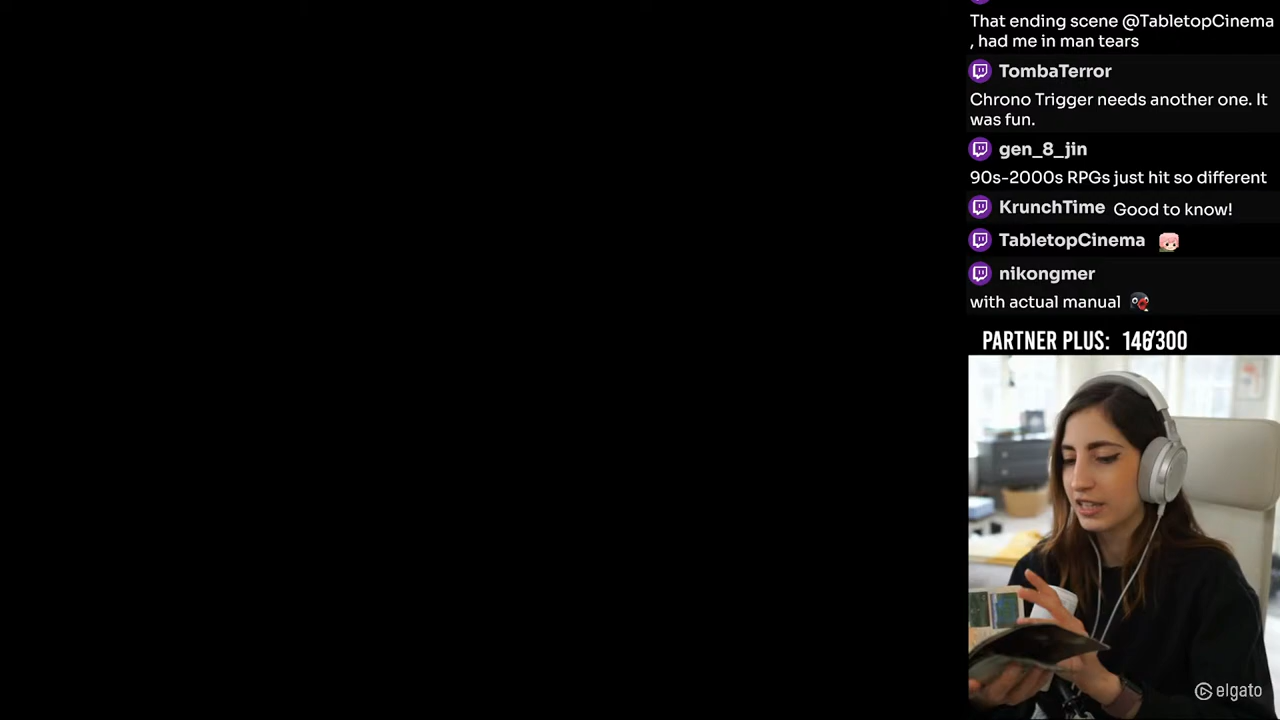 That ending scene @TabletopCinema
, had me in man tears
TombaTerror
Chrono Trigger needs another one. It
was fun.
gen_8_jin
90s-2000s RPGs just hit so different
KrunchTime Good to know!
TabletopCinema
nikongmer
with actual manual
PARTNER PLUS: 146/300
elgato